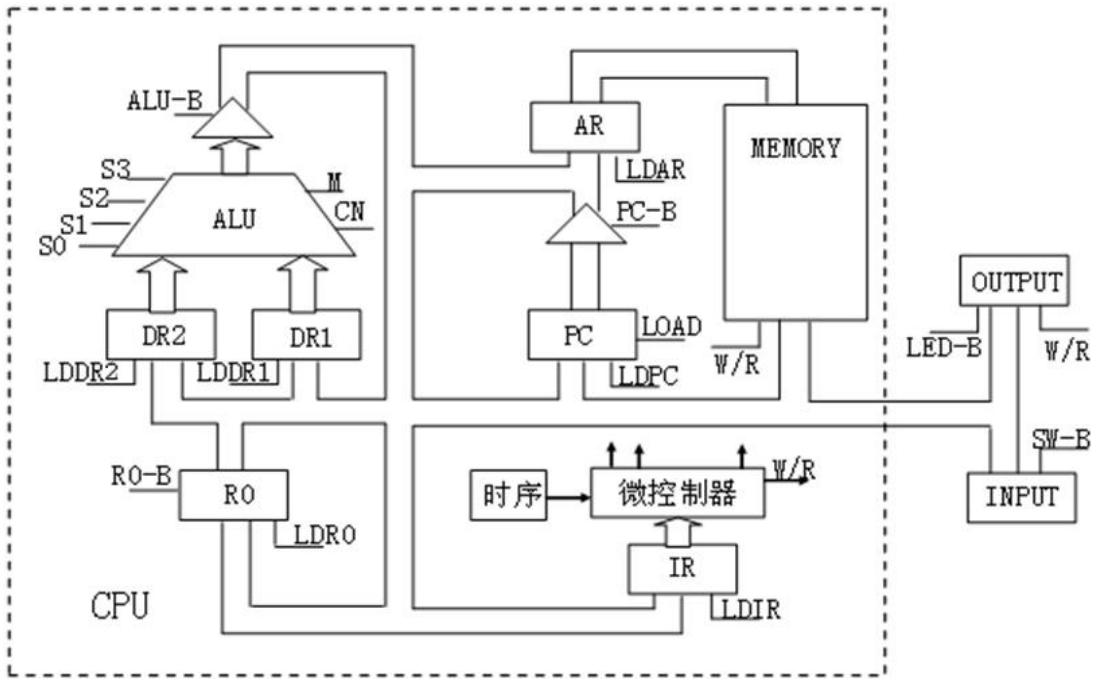 ALU-B
AR
MEMORY
S3
M
LDAR
S2
ALU
CN
PC-B
S1
S0
OUTPUT
DR2
DR1
PC
LOAD
LED-B
W/R
W/R
LDDR2
LDDR1
LDPC
SW-B
R0-B
R0
时序
微控制器
W/R
INPUT
LDR0
IR
CPU
LDIR